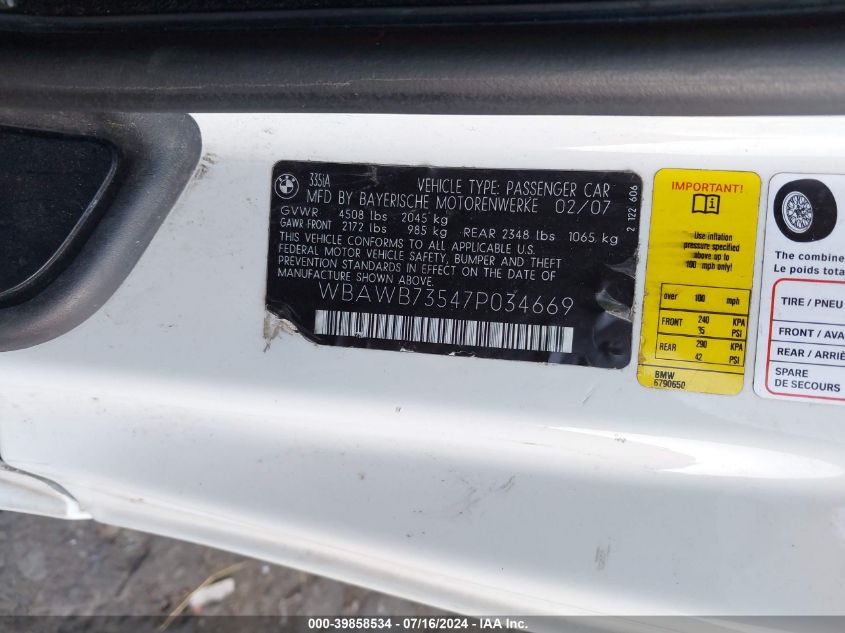 335iA
VEHICLE TYPE: PASSENGER CAR
MFD BY BAYERISCHE MOTORENWERKE 02/07
GVWR 4508 lbs - 2045 kg
GAWR FRONT 2172 lbs 985 kg - REAR 2348 lbs 1065 kg
THIS VEHICLE CONFORMS TO ALL APPLICABLE U.S.
FEDERAL MOTOR VEHICLE SAFETY, BUMPER AND THEFT
PREVENTION STANDARDS IN EFFECT ON THE DATE OF
MANUFACTURE SHOWN ABOVE.
WBAWB73547P034669
2 122 606
IMPORTANT!
Use inflation
pressure specified
above up to
100 mph only!
over 100 mph
FRONT 240 KPA
35 PSI
REAR 290 KPA
42 PSI
BMW
6790650
The combine
Le poids tota
TIRE / PNEU
FRONT / AVA
REAR / ARRIÈ
SPARE
DE SECOURS
000-39858534 - 07/16/2024 - IAA Inc.